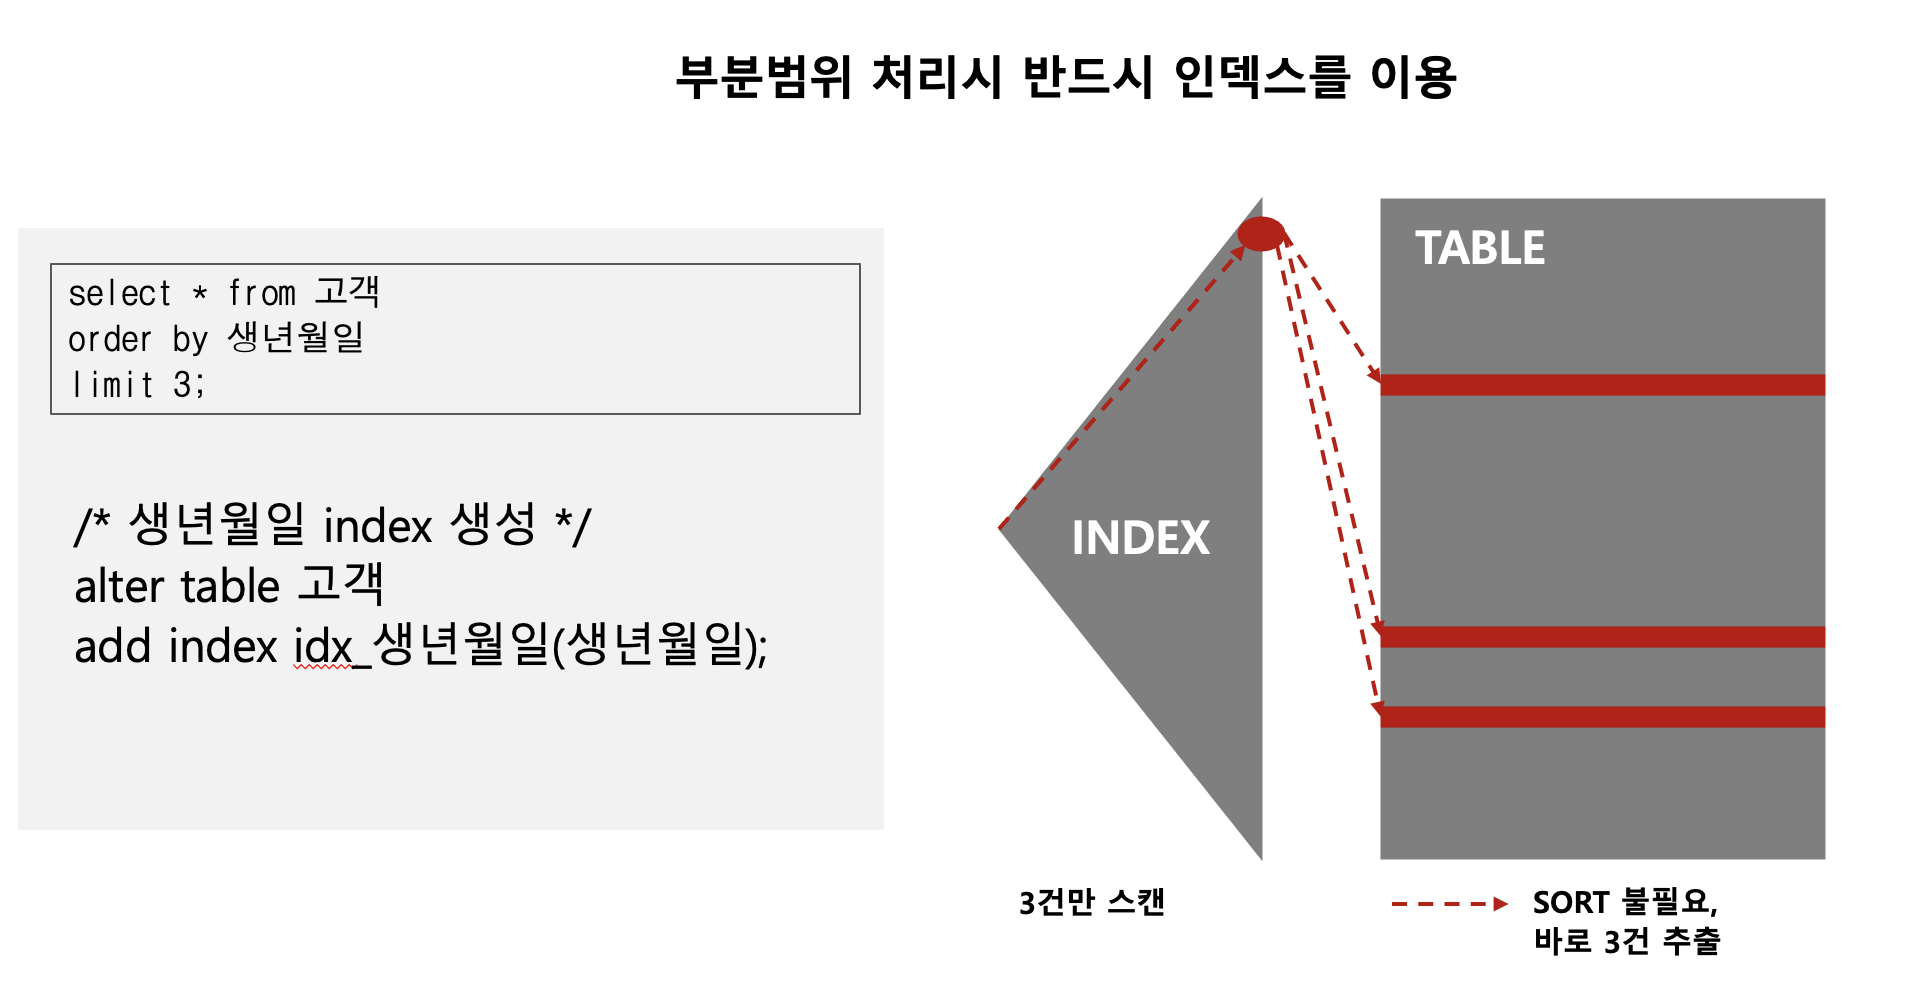 부분범위 처리시 반드시 인덱스를 이용
select * from 고객
order by 생년월일
limit 3;
/* 생년월일 index 생성 */
alter table 고객
add index idx_생년월일(생년월일);
INDEX
TABLE
3건만 스캔
SORT 불필요,
바로 3건 추출